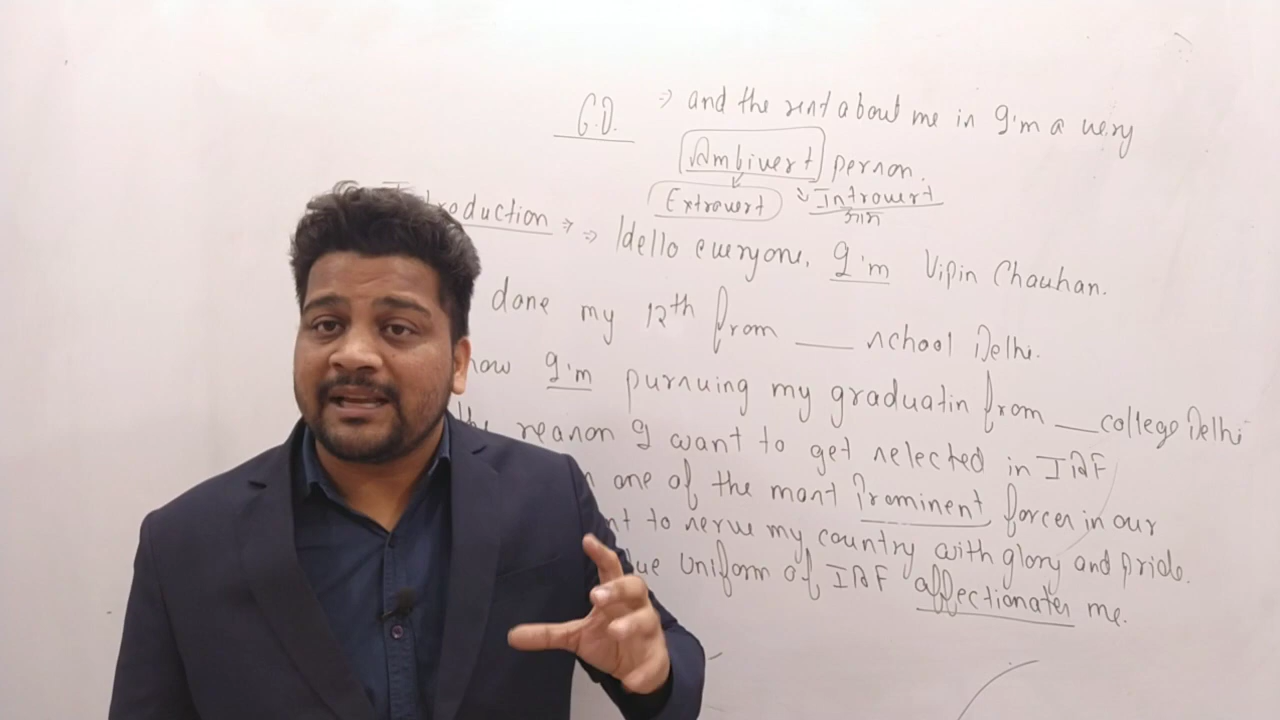 G.D. => and the rest about me is I'm a very
Ambivert person.
Extrovert Introvert
Introduction => => Hello everyone, I'm Vipin Chauhan.
done my 12th from ___ school Delhi.
now I'm pursuing my graduatin from ___ college Delhi
the reason I want to get selected in IAF
one of the most Prominent forces in our
to serve my country with glory and pride.
blue Uniform of IAF affectionates me.